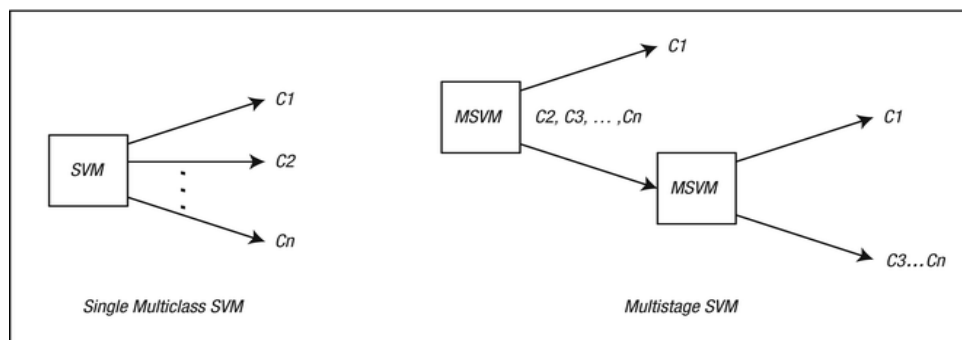 SVM
C1
C2
Cn
Single Multiclass SVM
MSVM
C1
C2, C3, ... ,Cn
MSVM
C1
C3...Cn
Multistage SVM